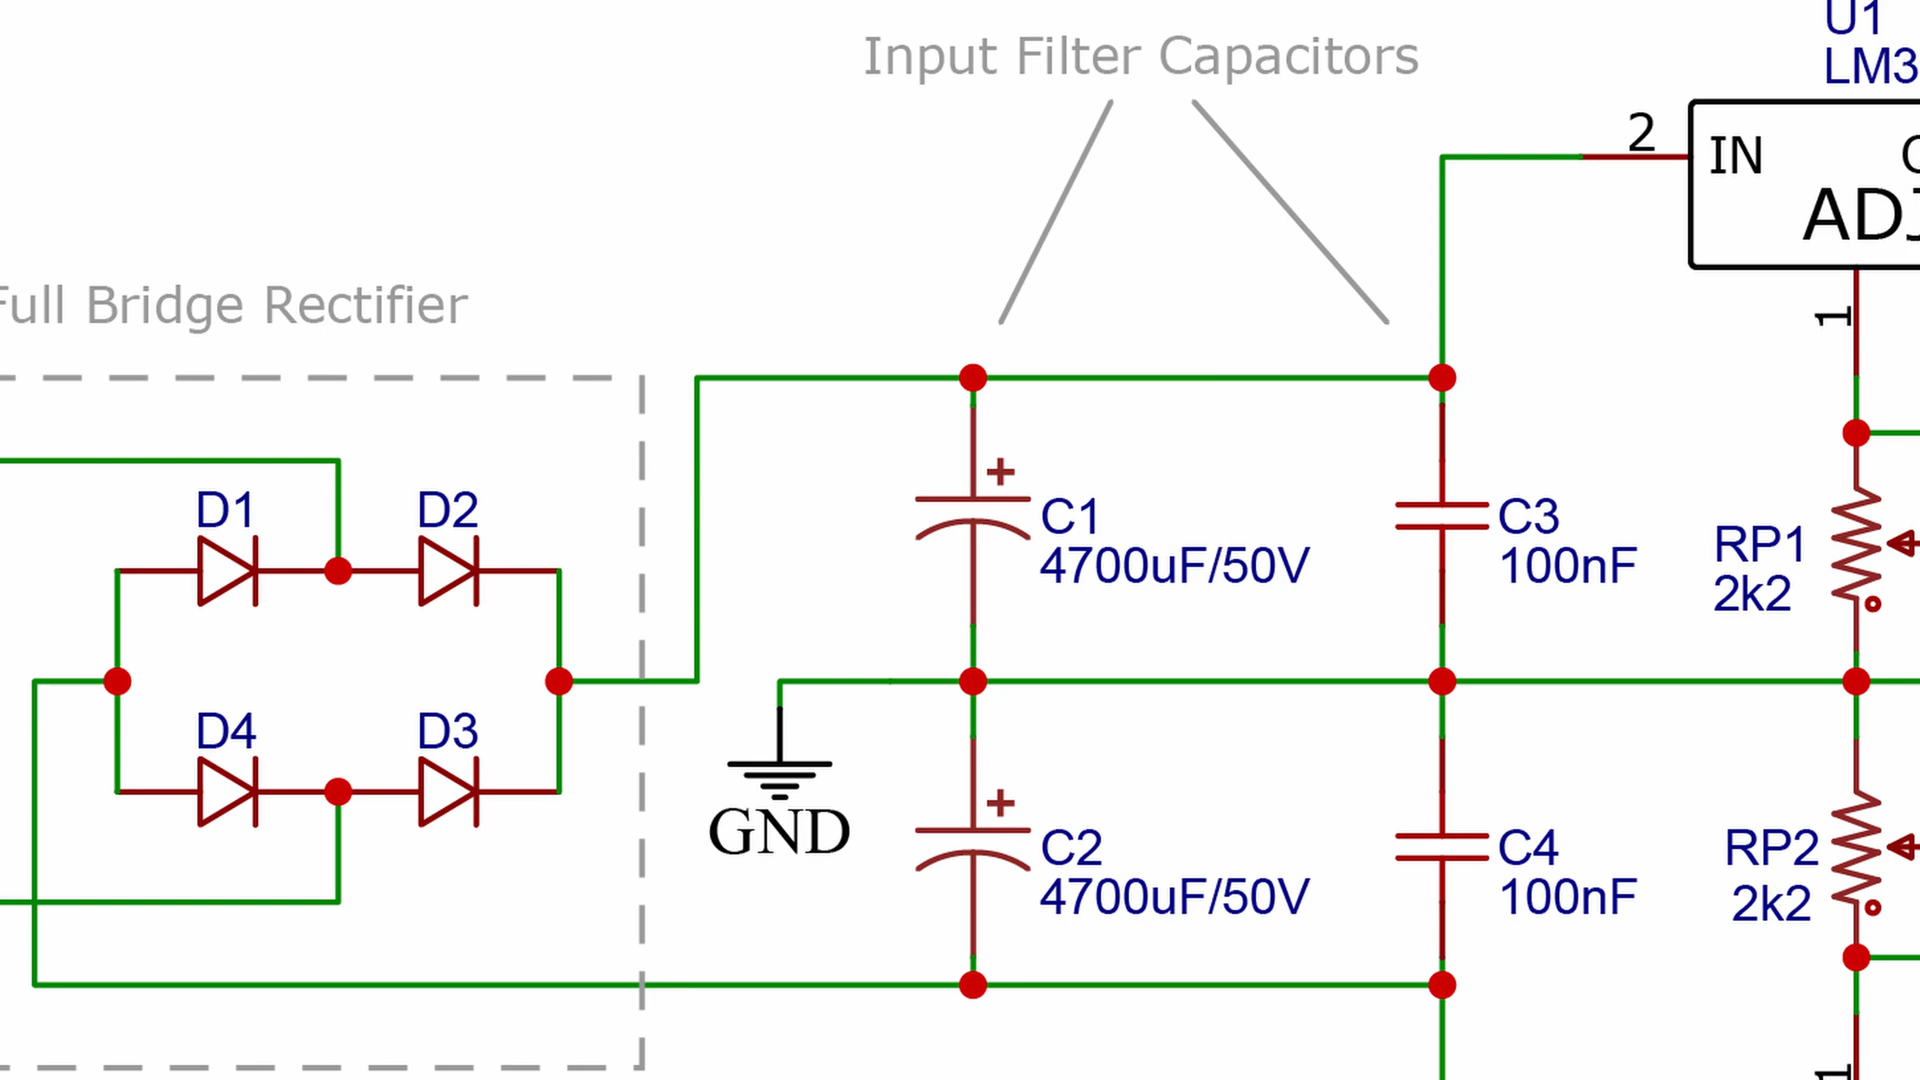 Input Filter Capacitors
U1
LM3
2
IN
ADJ
1
Full Bridge Rectifier
D1
D2
+
C1
4700uF/50V
C3
100nF
RP1
2k2
D4
D3
GND
+
C2
4700uF/50V
C4
100nF
RP2
2k2
1